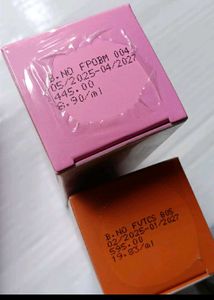 B.NO FPOBM 004
05/2025-04/2027
445.00
8.90/ml
B.NO FVTCS 805
02/2025-01/2027
595.00
19.83/ml